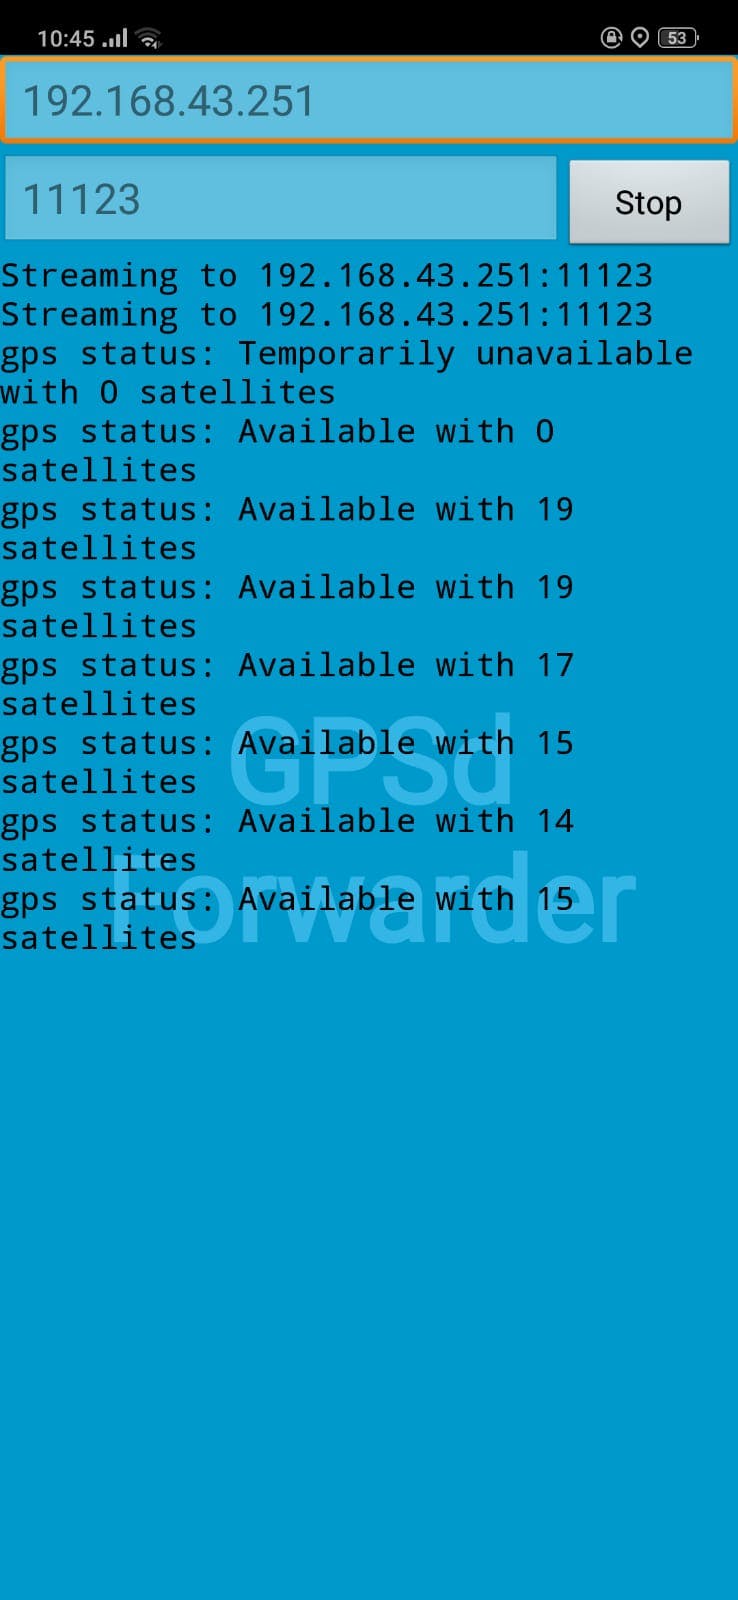 10:45
53
192.168.43.251
11123
Stop
Streaming to 192.168.43.251:11123
Streaming to 192.168.43.251:11123
gps status: Temporarily unavailable
with 0 satellites
gps status: Available with 0
satellites
gps status: Available with 19
satellites
gps status: Available with 19
satellites
gps status: Available with 17
satellites
gps status: Available with 15
satellites
gps status: Available with 14
satellites
gps status: Available with 15
satellites
GPSd
Forwarder